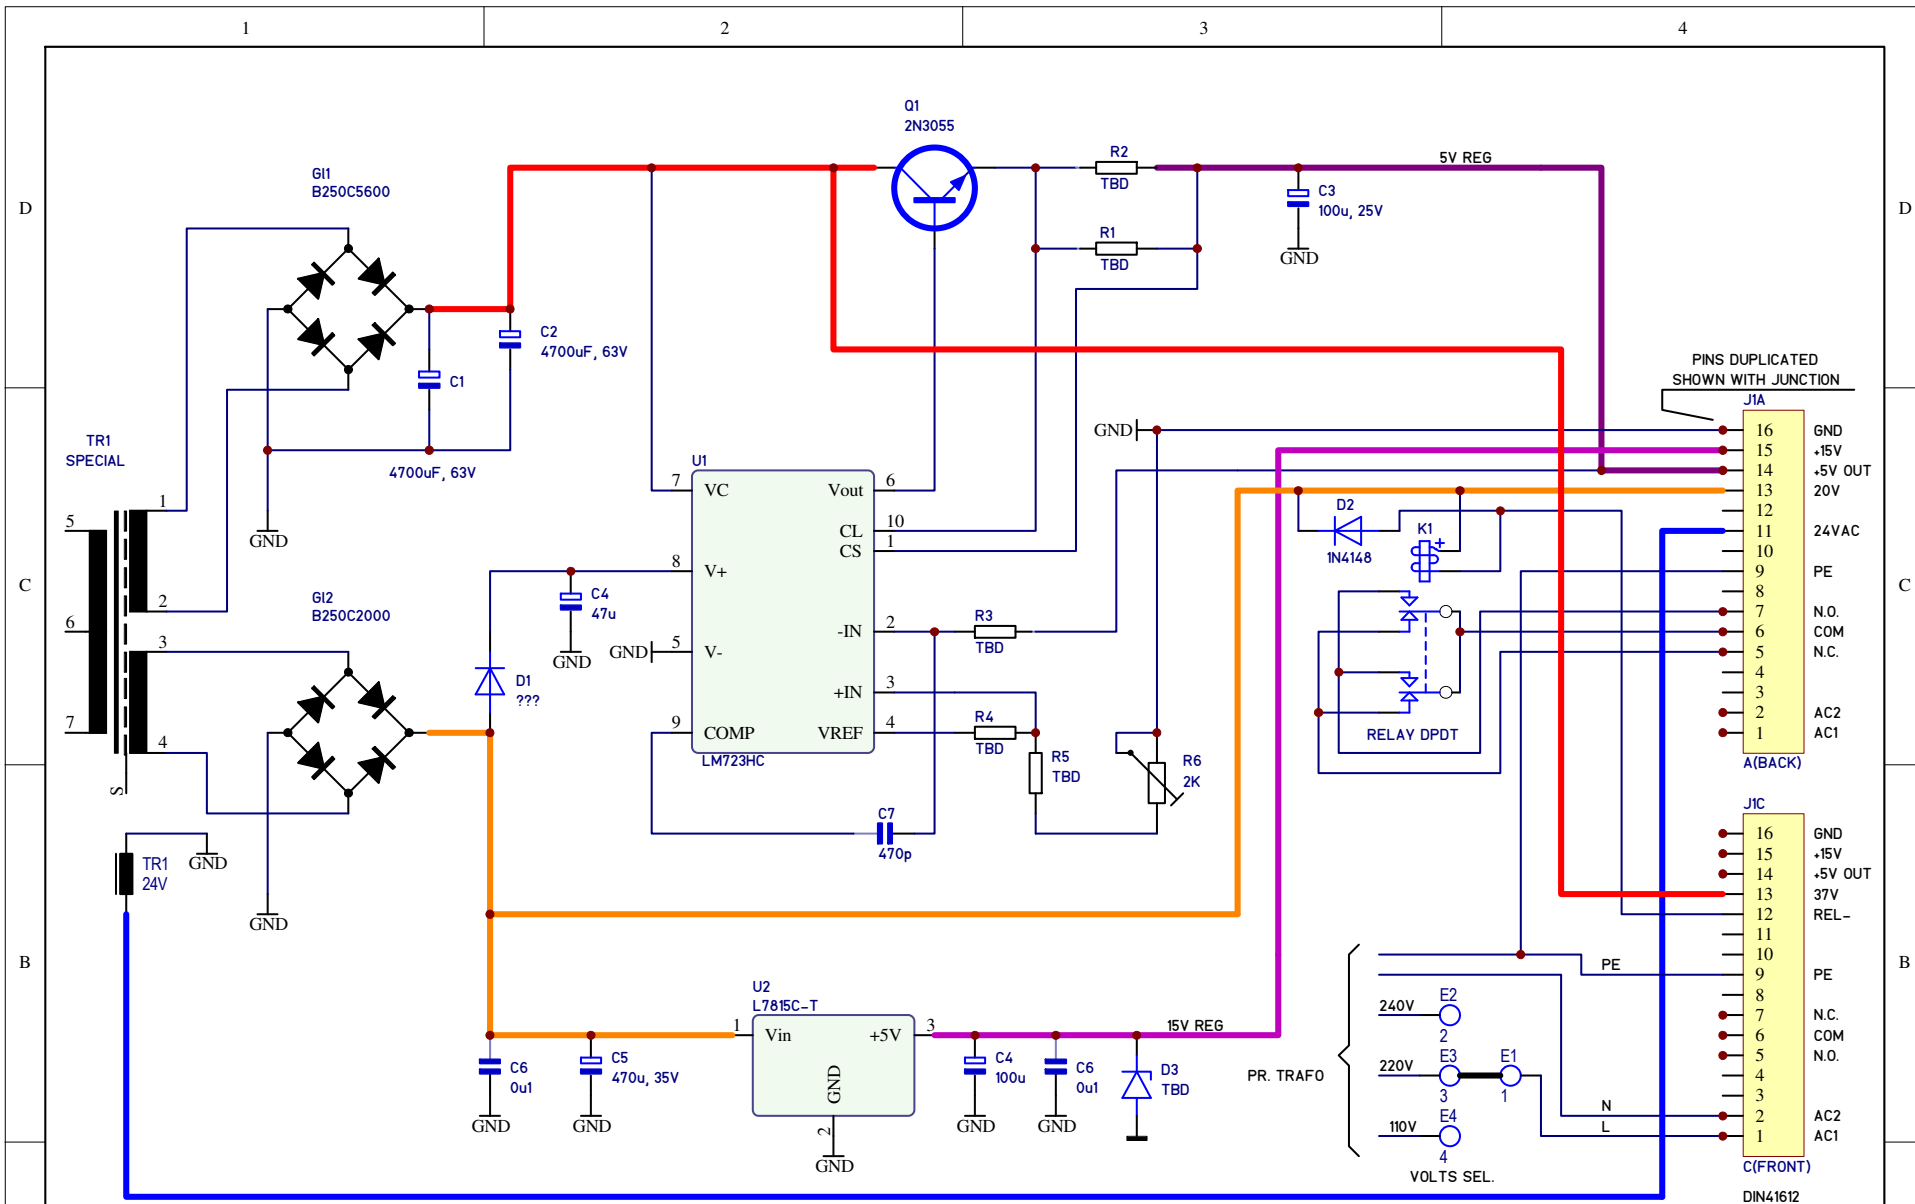 1 2 3 4
D D
C C
B B
Q1
2N3055
GI1
B250C5600
R2
TBD
5V REG
C3
100u, 25V
GND
R1
TBD
C2
4700uF, 63V
C1
4700uF, 63V
GND
PINS DUPLICATED
SHOWN WITH JUNCTION
TR1
SPECIAL
1
2
3
4
5
6
7
S
GI2
B250C2000
GND
TR1
24V
GND
D1
???
C4
47u
GND
GND
U1
7 VC
8 V+
5 V-
9 COMP
Vout 6
CL 10
CS 1
-IN 2
+IN 3
VREF 4
LM723HC
R3
TBD
R4
TBD
R5
TBD
R6
2K
C7
470p
GND
D2
1N4148
K1
+
RELAY DPDT
J1A
16 GND
15 +15V
14 +5V OUT
13 20V
12
11 24VAC
10
9 PE
8
7 N.O.
6 COM
5 N.C.
4
3
2 AC2
1 AC1
A(BACK)
J1C
16 GND
15 +15V
14 +5V OUT
13 37V
12 REL-
11
10
9 PE
8
7 N.C.
6 COM
5 N.O.
4
3
2 AC2
1 AC1
C(FRONT)
DIN41612
PE
N
L
PR. TRAFO
240V E2
2
220V E3 E1
3 1
110V E4
4
VOLTS SEL.
U2
L7815C-T
1 Vin +5V 3
GND
2
GND
15V REG
C6
0u1
GND
C5
470u, 35V
GND
C4
100u
GND
C6
0u1
GND
D3
TBD